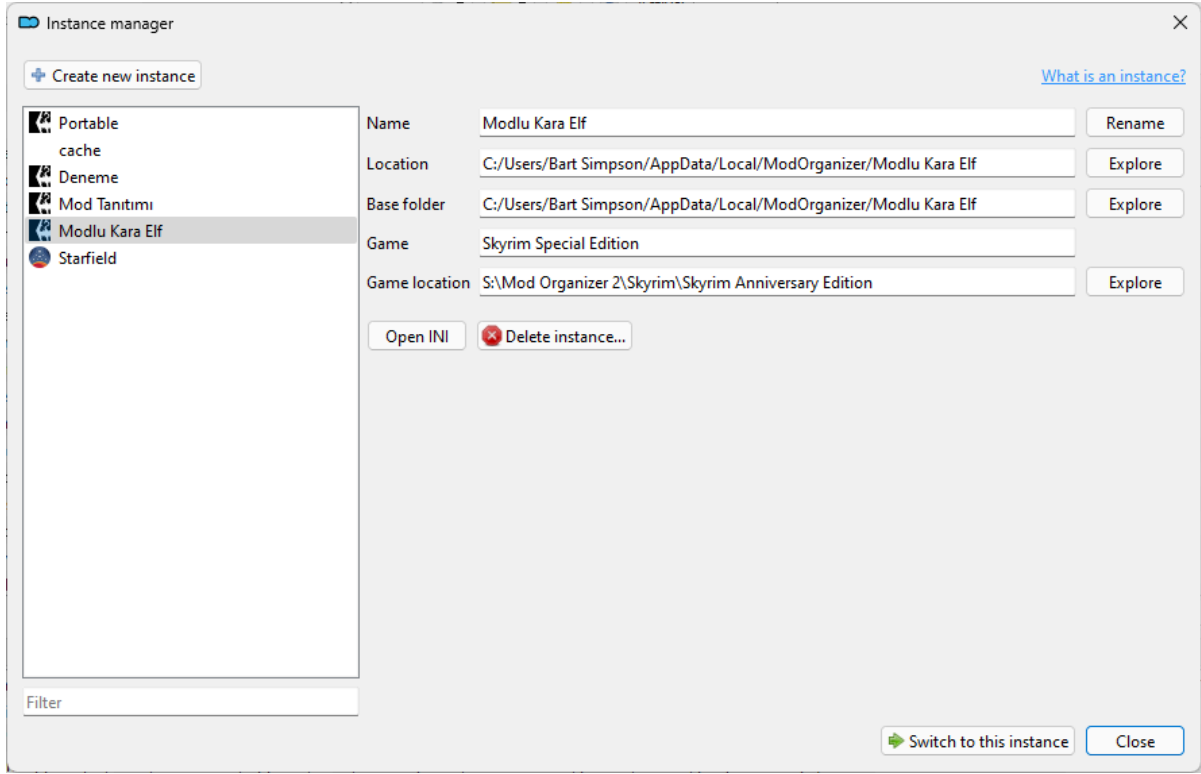 Instance manager
Create new instance
What is an instance?
Portable
cache
Deneme
Mod Tanıtımı
Modlu Kara Elf
Starfield
Filter
Name Modlu Kara Elf Rename
Location C:/Users/Bart Simpson/AppData/Local/ModOrganizer/Modlu Kara Elf Explore
Base folder C:/Users/Bart Simpson/AppData/Local/ModOrganizer/Modlu Kara Elf Explore
Game Skyrim Special Edition
Game location S:\Mod Organizer 2\Skyrim\Skyrim Anniversary Edition Explore
Open INI Delete instance...
Switch to this instance Close